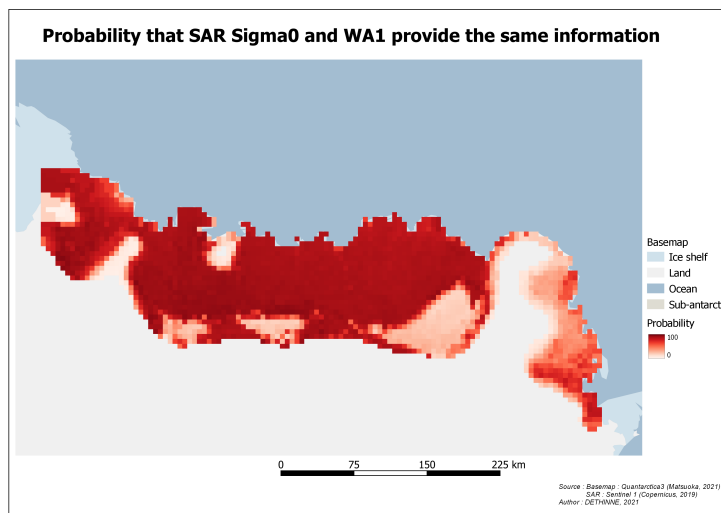 Probability that SAR Sigma0 and WA1 provide the same information
Basemap
Ice shelf
Land
Ocean
Sub-antarct
Probability
100
0
0 75 150 225 km
Source : Basemap : Quantarctica3 (Matsuoka, 2021)
SAR : Sentinel 1 (Copernicus, 2019)
Author : DETHINNE, 2021